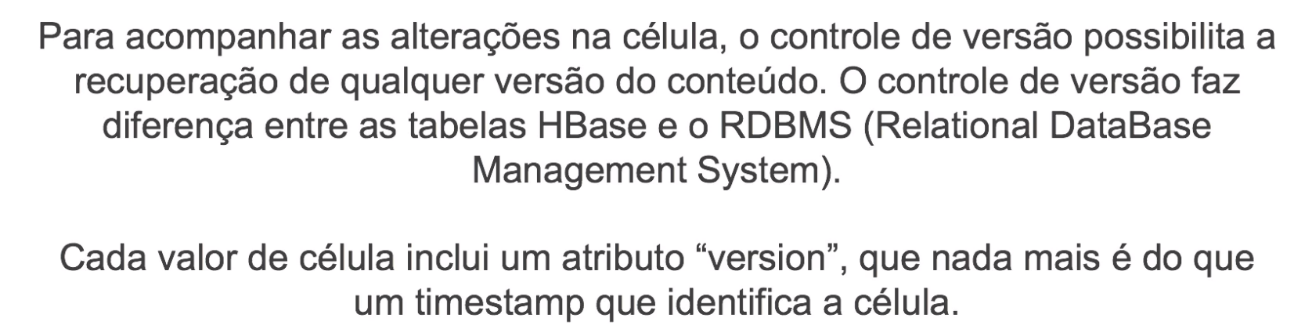 Para acompanhar as alterações na célula, o controle de versão possibilita a
recuperação de qualquer versão do conteúdo. O controle de versão faz
diferença entre as tabelas HBase e o RDBMS (Relational DataBase
Management System).
Cada valor de célula inclui um atributo “version”, que nada mais é do que
um timestamp que identifica a célula.